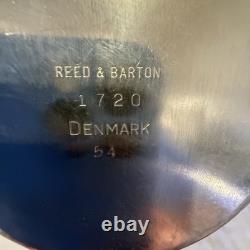 REED & BARTON
1720
DENMARK
54